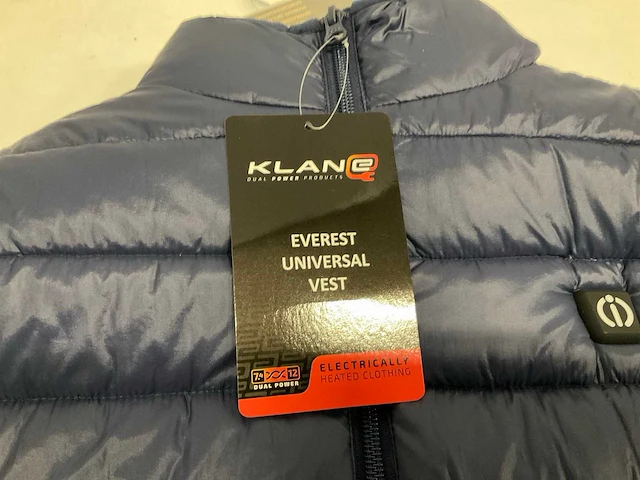 KLANe
DUAL POWER PRODUCTS
EVEREST
UNIVERSAL
VEST
7.4 12
DUAL POWER
ELECTRICALLY
HEATED CLOTHING